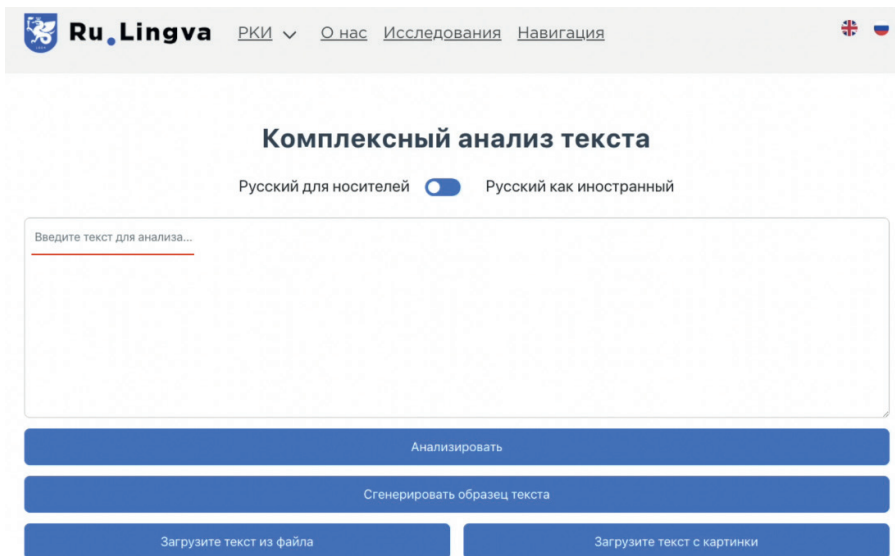 Ru.Lingva РКИ О нас Исследования Навигация
Комплексный анализ текста
Русский для носителей Русский как иностранный
Введите текст для анализа...
Анализировать
Сгенерировать образец текста
Загрузите текст из файла Загрузите текст с картинки